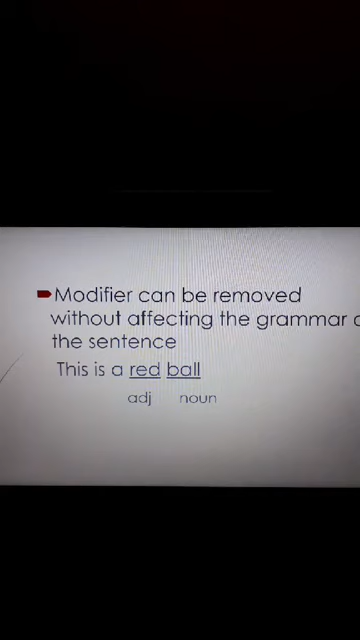 Modifier can be removed
without affecting the grammar
the sentence
This is a red ball
adj noun